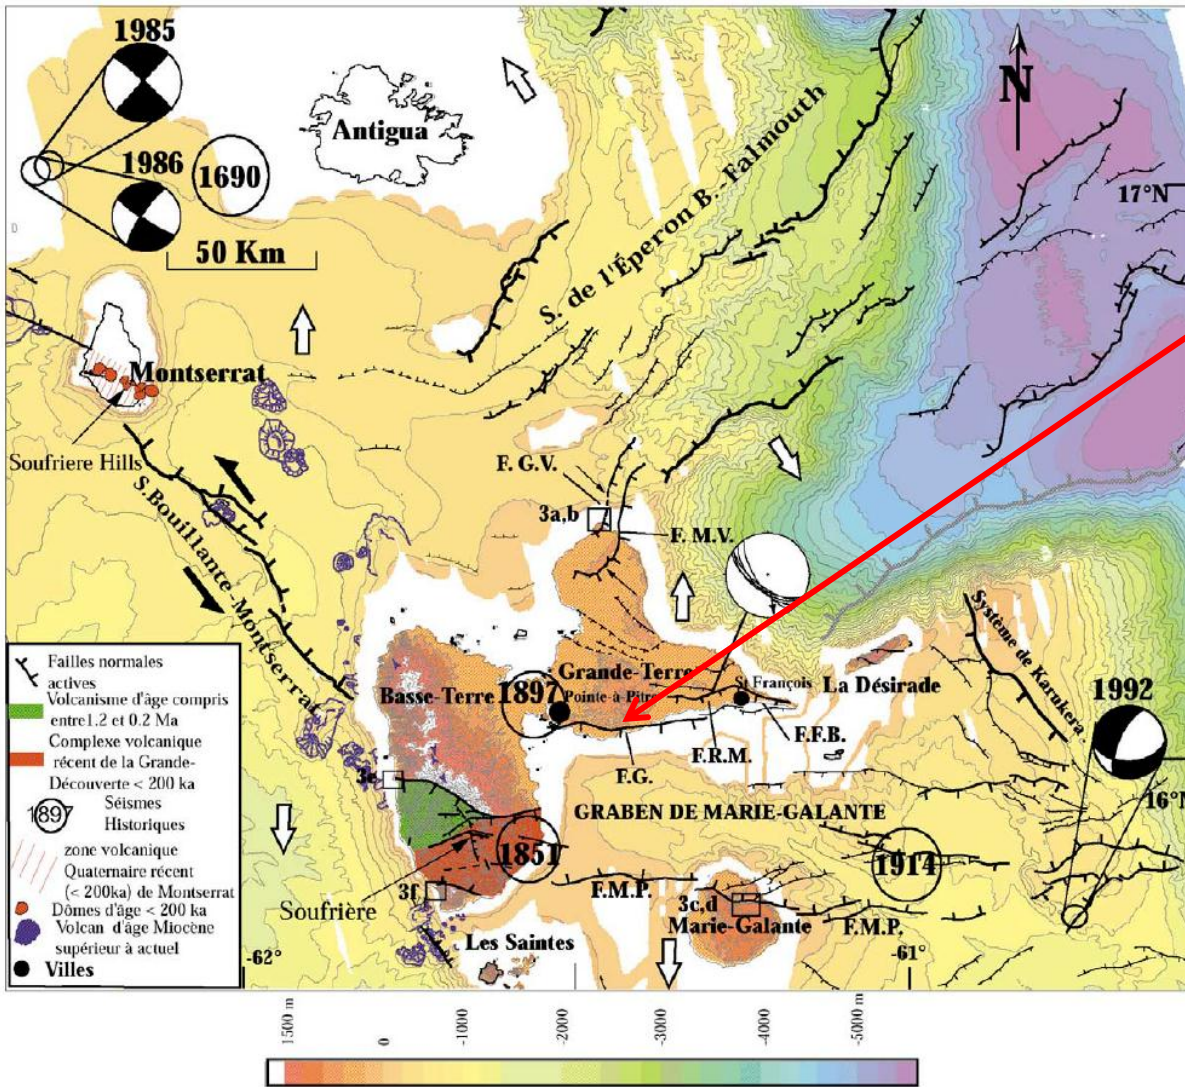 1985
Antigua
1986
1690
50 Km
N
17°N
S. de l'Éperon B.-Falmouth
Montserrat
Soufriere Hills
S.Bouillante-Montserrat
F. G.V.
3a,b
F. M.V.
Système de Karukera
1992
Grande-Terre
Basse-Terre
1897
Pointe-à-Pitre
St François
La Désirade
F.F.B.
F.R.M.
F.G.
3e
GRABEN DE MARIE-GALANTE
16°N
1851
1914
F.M.P.
3f
3c,d
Soufrière
Marie-Galante
F.M.P.
Les Saintes
-62°
-61°
Failles normales
actives
Volcanisme d'âge compris
entre1.2 et 0.2 Ma
Complexe volcanique
récent de la Grande-
Découverte < 200 ka
1897
Séismes
Historiques
zone volcanique
Quaternaire récent
(< 200ka) de Montserrat
Dômes d'âge < 200 ka
Volcan d'âge Miocène
supérieur à actuel
Villes
1500 m
0
-1000
-2000
-3000
-4000
-5000 m